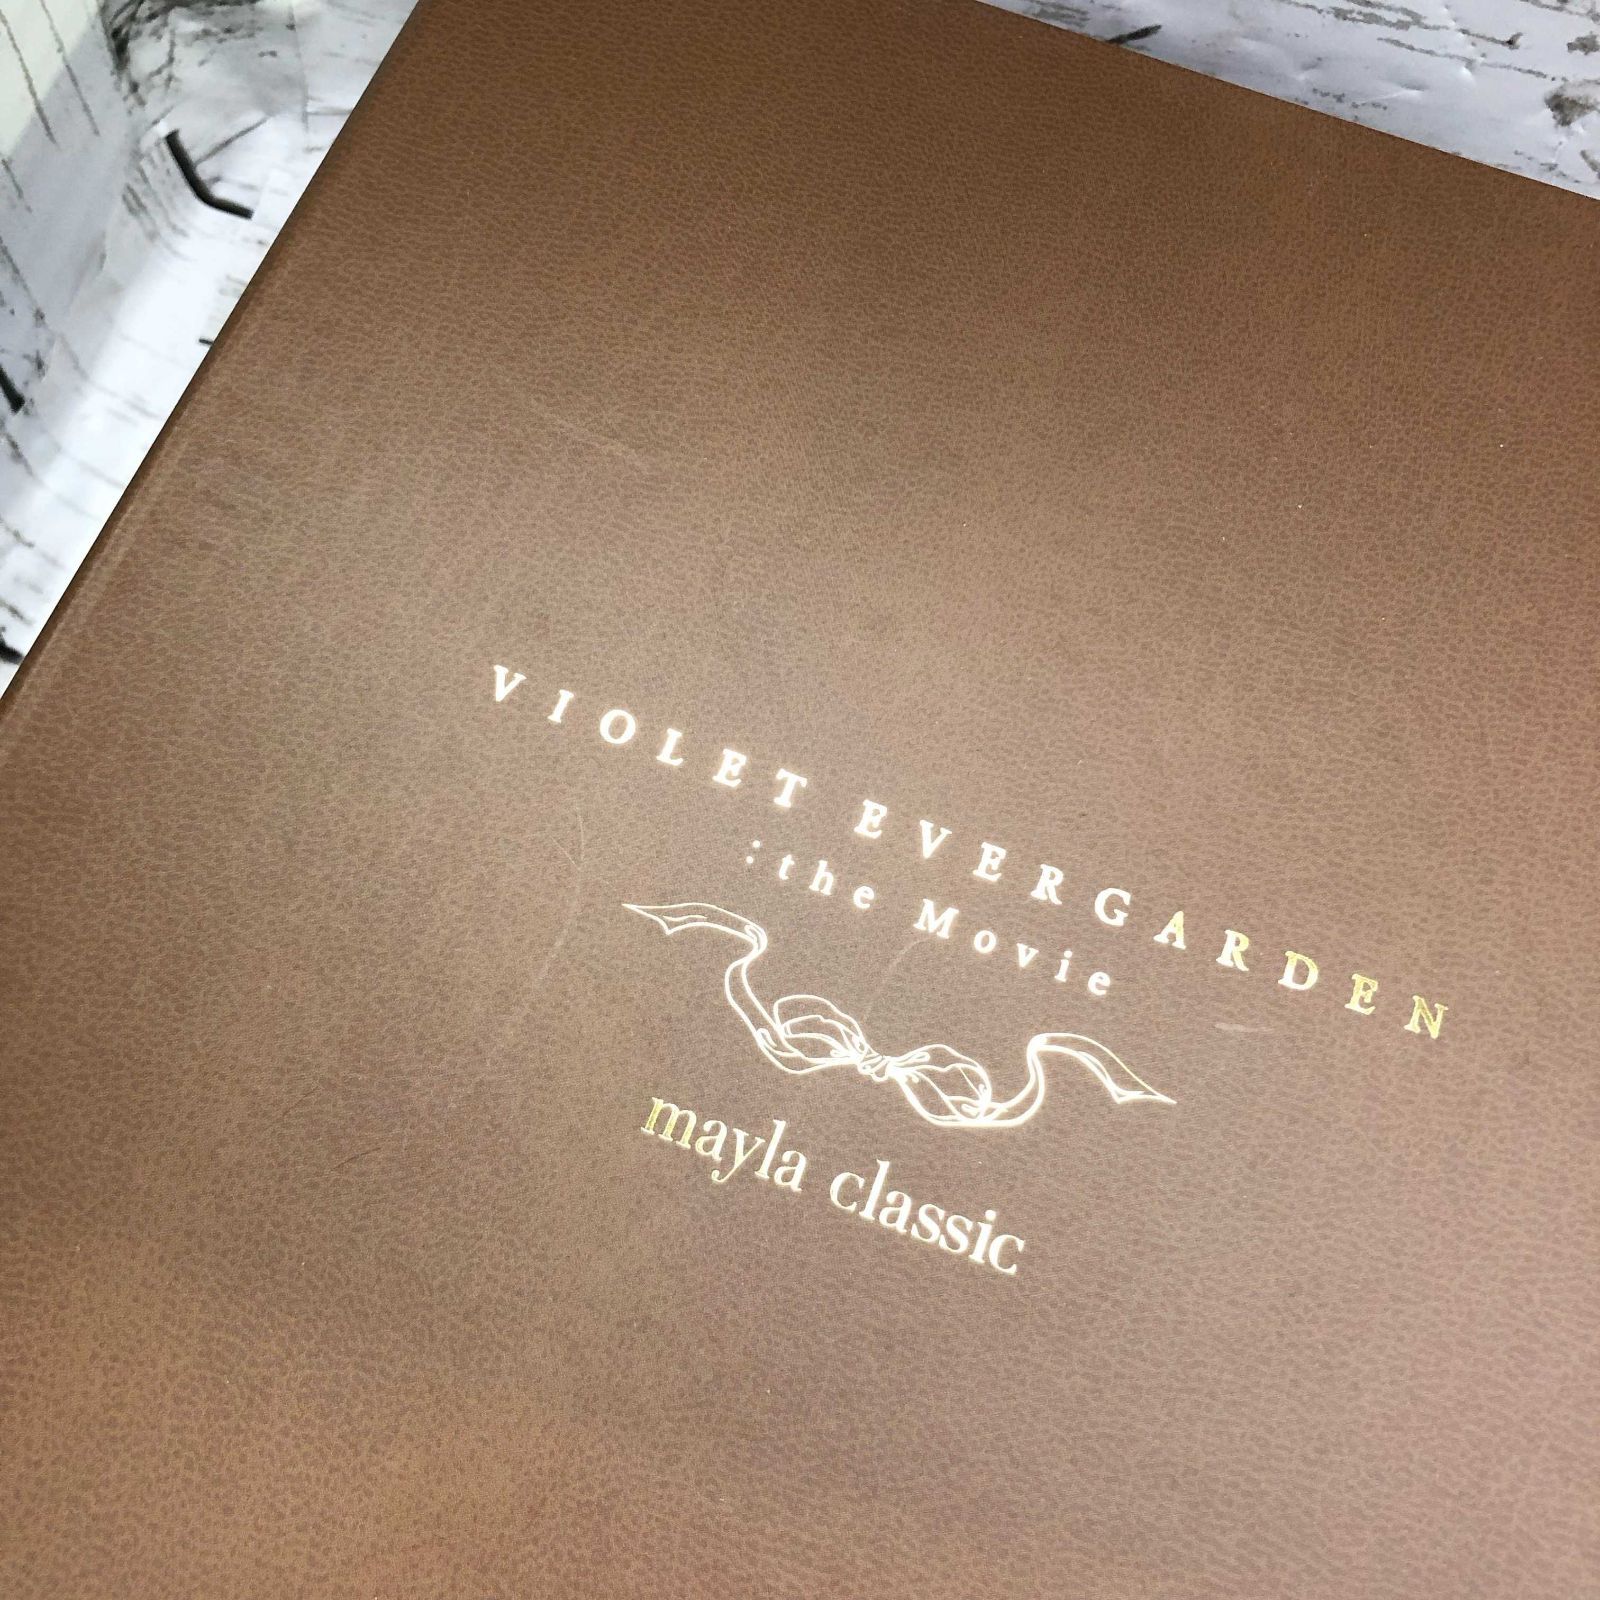 VIOLET EVERGARDEN
:the Movie
mayla classic